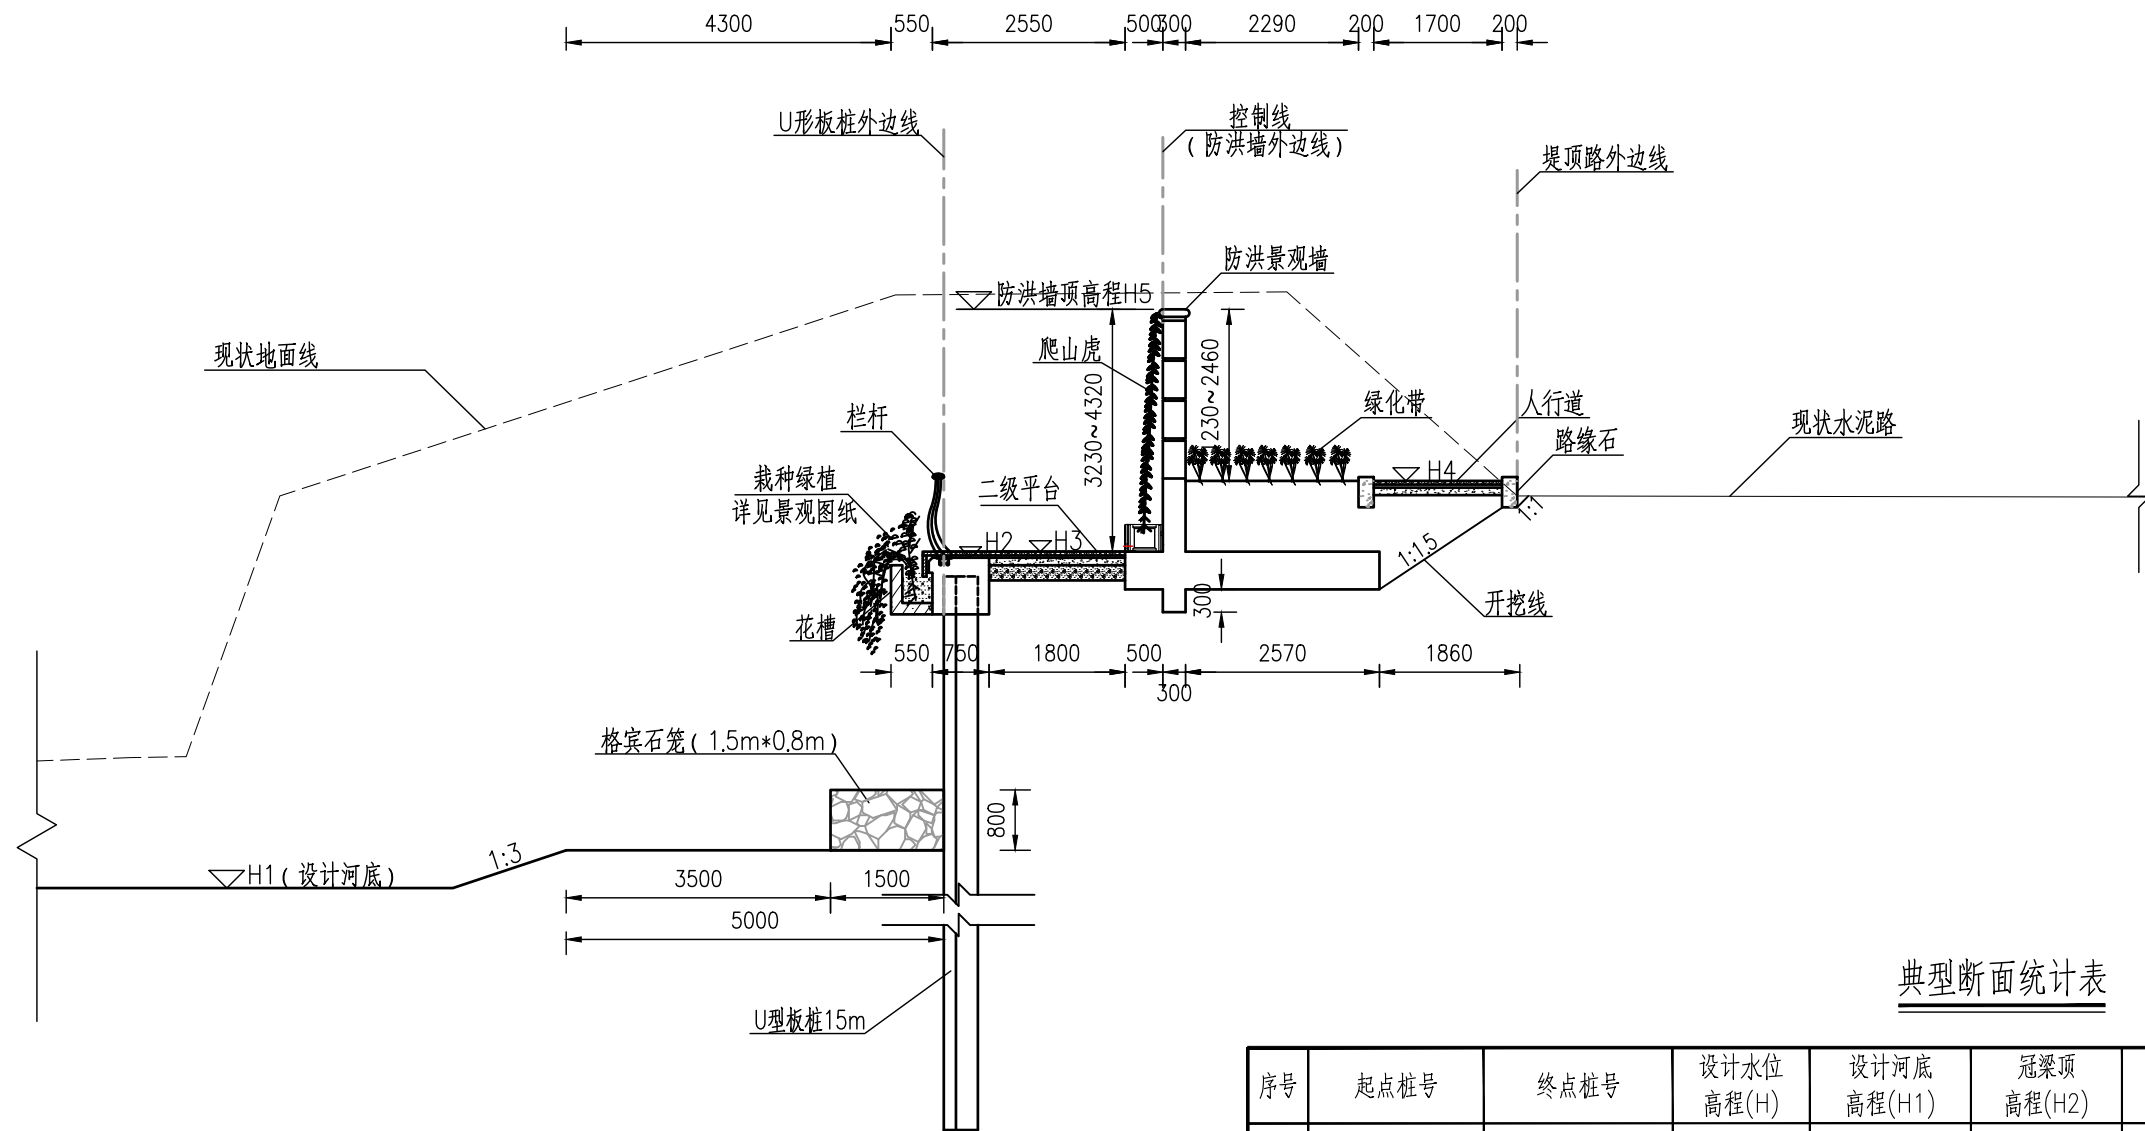 4300 550 2550 500 300 2290 200 1700 200
U形板桩外边线
控制线
(防洪墙外边线)
堤顶路外边线
防洪景观墙
防洪墙顶高程H5
现状地面线
爬山虎
3230~4320
1230~2460
栏杆
绿化带
人行道
现状水泥路
路缘石
栽种绿植
详见景观图纸
二级平台
H4
1:1
H2
H3
1:1.5
300
开挖线
花槽
550 750 1800 500 2570 1860
300
格宾石笼(1.5m*0.8m)
800
1:3
H1(设计河底)
3500 1500
5000
U型板桩15m
典型断面统计表
序号 起点桩号 终点桩号 设计水位 设计河底 冠梁顶
高程(H) 高程(H1) 高程(H2)